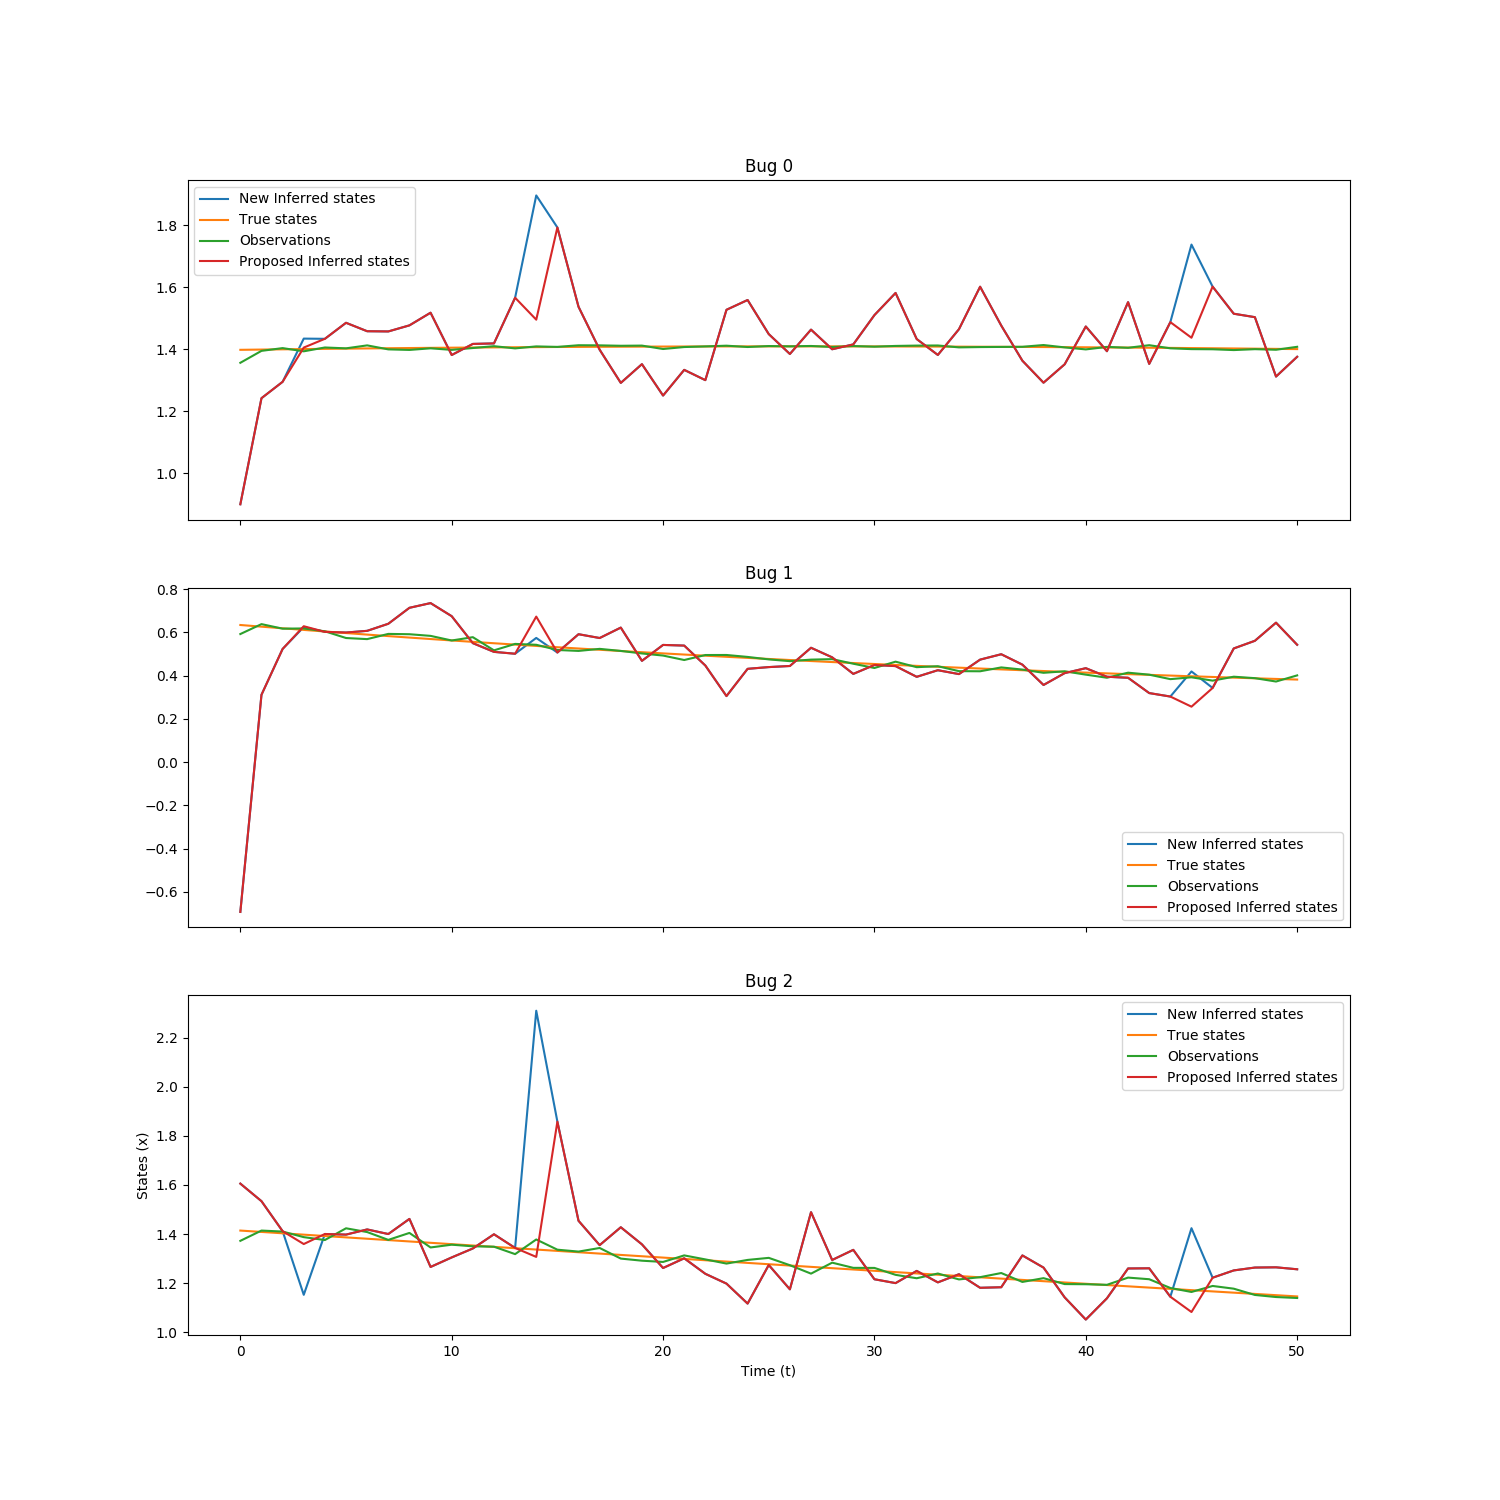 Bug 0
New Inferred states
True states
Observations
Proposed Inferred states
1.8
1.6
1.4
1.2
1.0
Bug 1
0.8
0.6
0.4
0.2
0.0
−0.2
−0.4
−0.6
New Inferred states
True states
Observations
Proposed Inferred states
Bug 2
New Inferred states
True states
Observations
Proposed Inferred states
2.2
2.0
1.8
1.6
1.4
1.2
1.0
States (x)
0 10 20 30 40 50
Time (t)